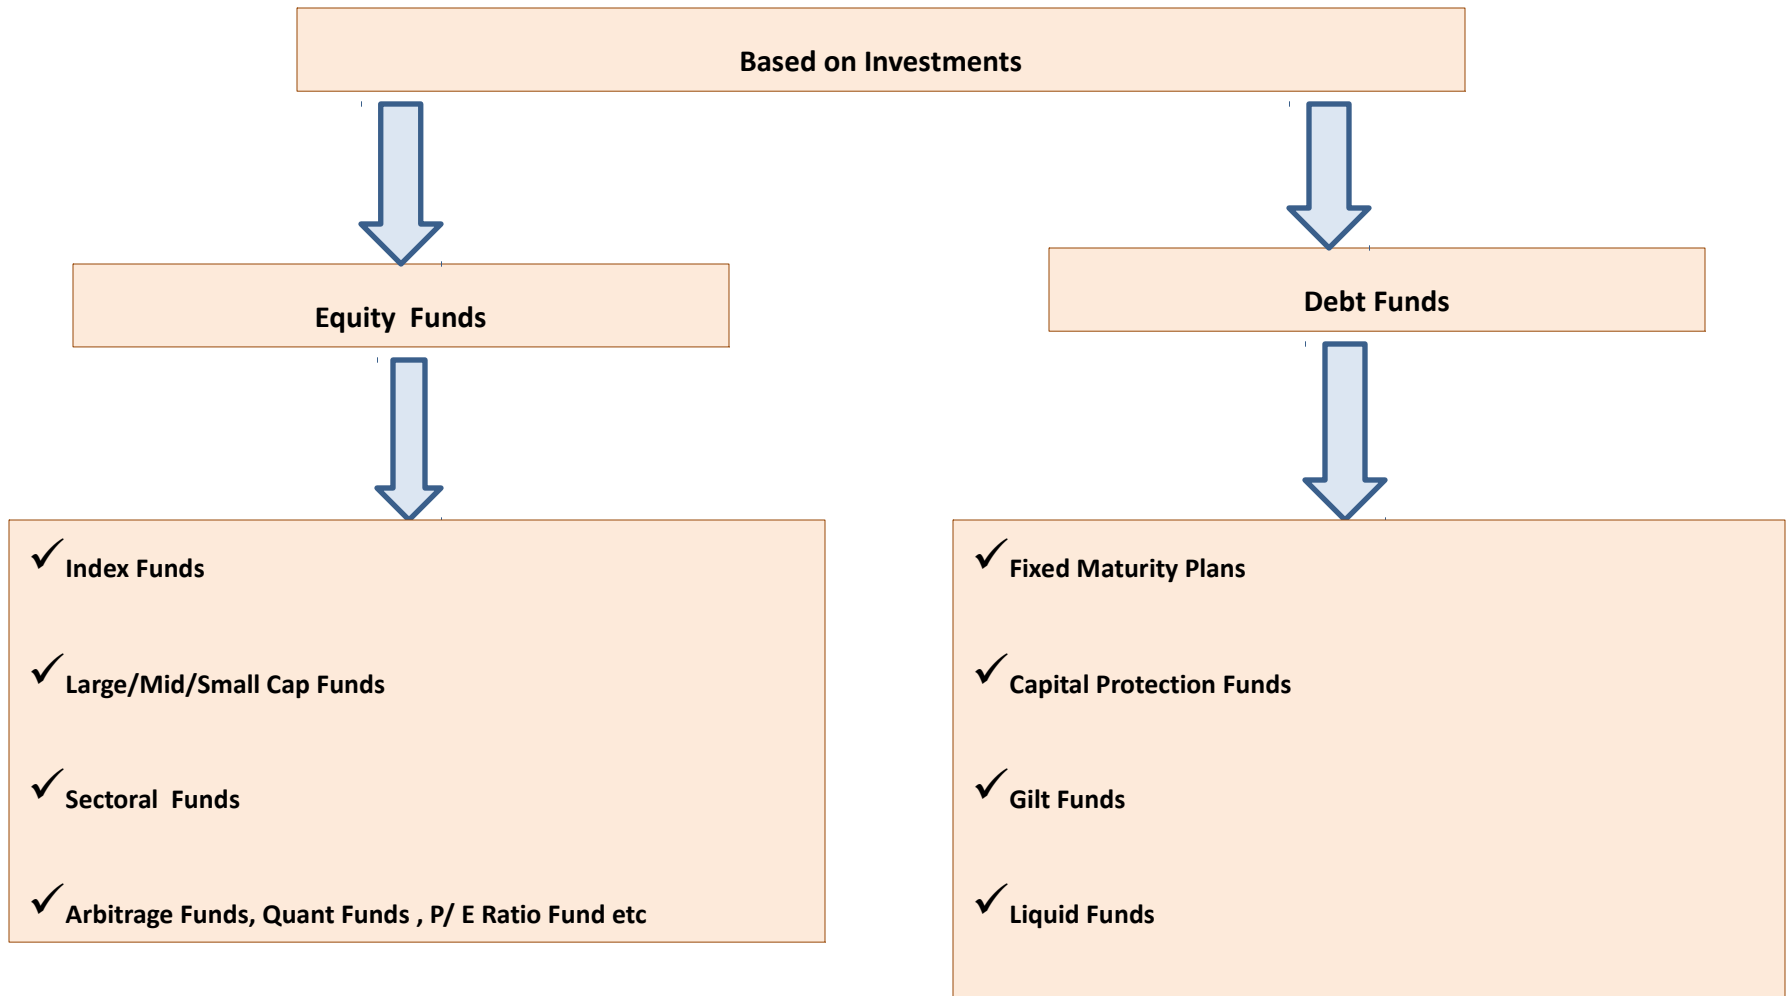 Based on Investments
Equity  Funds
Debt Funds
Index Funds
Large/Mid/Small Cap Funds
Sectoral  Funds
Arbitrage Funds, Quant Funds , P/ E Ratio Fund etc
Fixed Maturity Plans
Capital Protection Funds
Gilt Funds
Liquid Funds